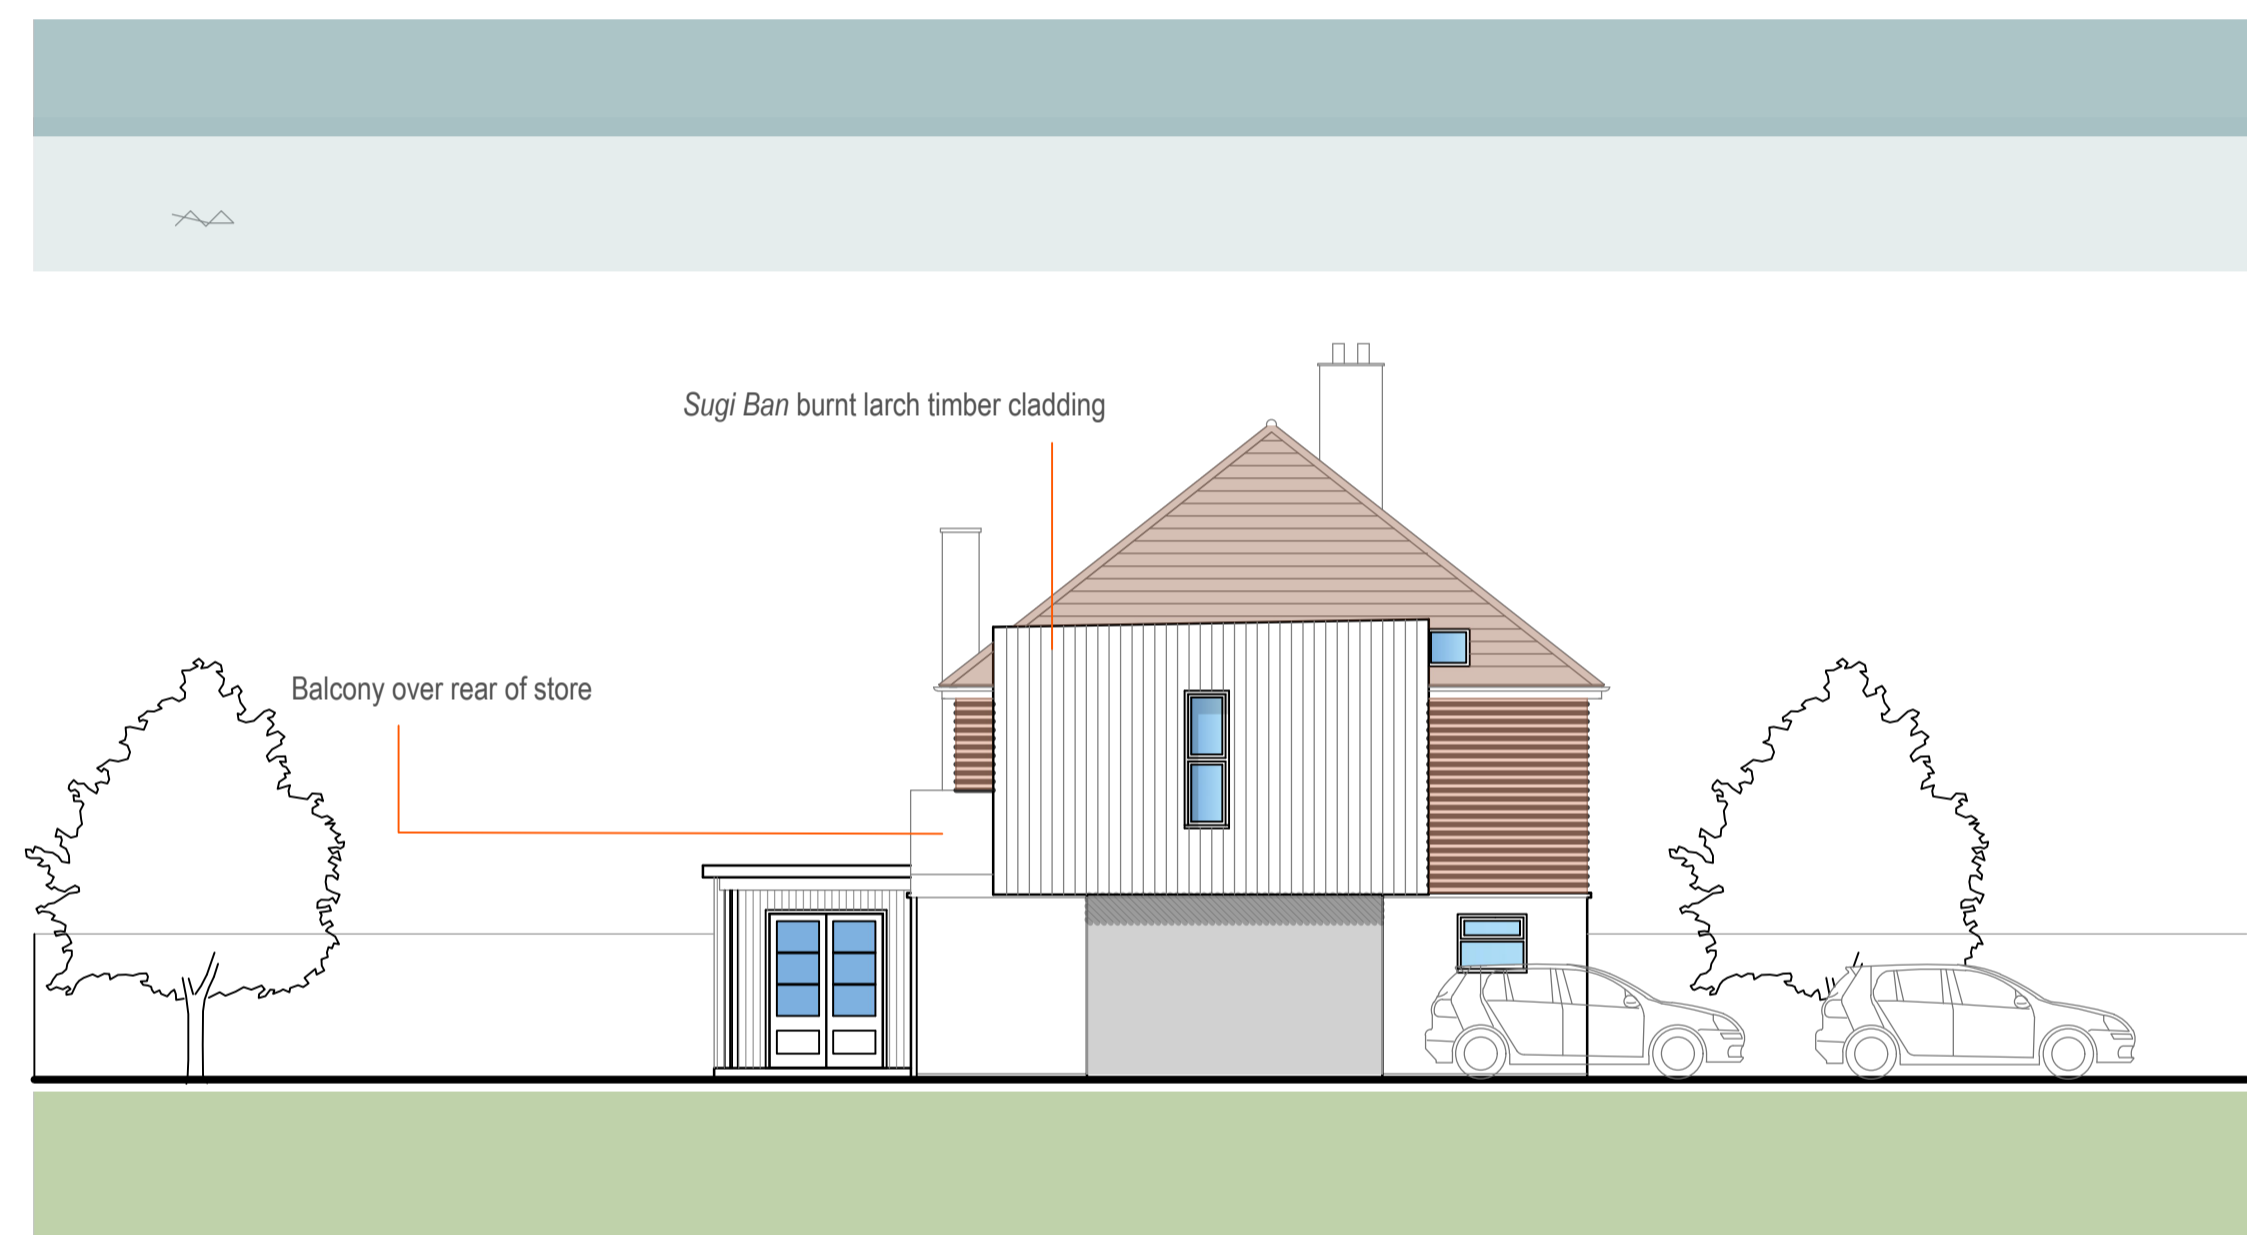 Sugi Ban burnt larch timber cladding
Balcony over rear of store